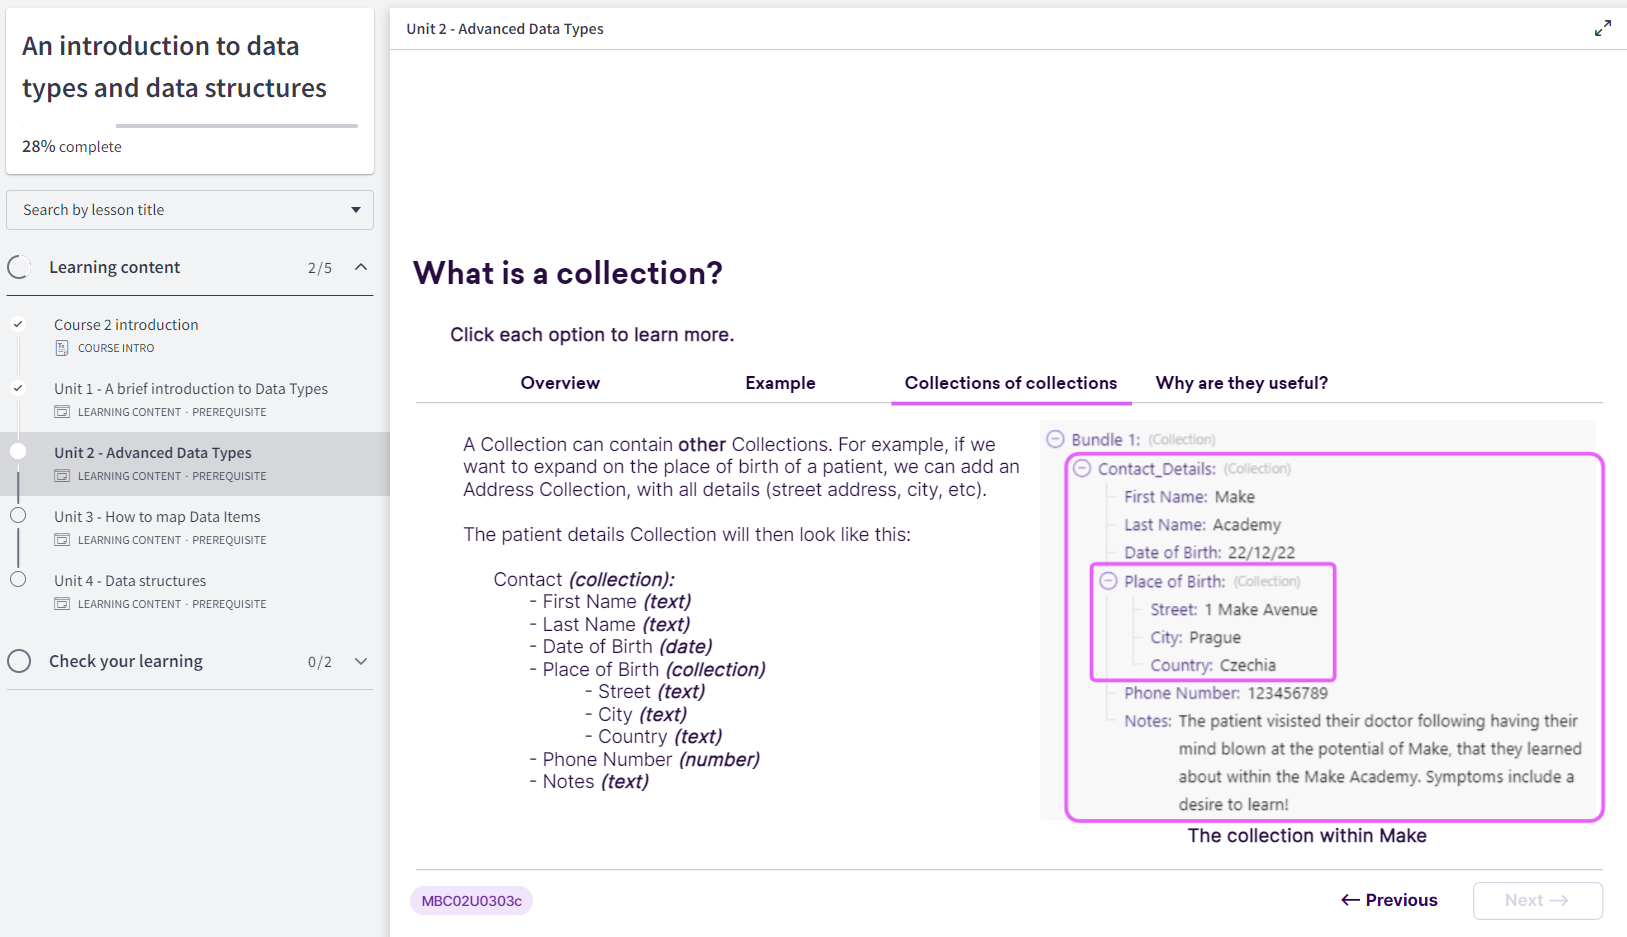 An introduction to data
types and data structures
28% complete
Search by lesson title
Learning content 2/5
Course 2 introduction
COURSE INTRO
Unit 1 - A brief introduction to Data Types
LEARNING CONTENT · PREREQUISITE
Unit 2 - Advanced Data Types
LEARNING CONTENT · PREREQUISITE
Unit 3 - How to map Data Items
LEARNING CONTENT · PREREQUISITE
Unit 4 - Data structures
LEARNING CONTENT · PREREQUISITE
Check your learning 0/2
Unit 2 - Advanced Data Types
What is a collection?
Click each option to learn more.
Overview Example Collections of collections Why are they useful?
A Collection can contain other Collections. For example, if we
want to expand on the place of birth of a patient, we can add an
Address Collection, with all details (street address, city, etc).
The patient details Collection will then look like this:
Contact (collection):
- First Name (text)
- Last Name (text)
- Date of Birth (date)
- Place of Birth (collection)
- Street (text)
- City (text)
- Country (text)
- Phone Number (number)
- Notes (text)
Bundle 1: (Collection)
Contact_Details: (Collection)
First Name: Make
Last Name: Academy
Date of Birth: 22/12/22
Place of Birth: (Collection)
Street: 1 Make Avenue
City: Prague
Country: Czechia
Phone Number: 123456789
Notes: The patient visisted their doctor following having their
mind blown at the potential of Make, that they learned
about within the Make Academy. Symptoms include a
desire to learn!
The collection within Make
MBC02U0303c
← Previous
Next →